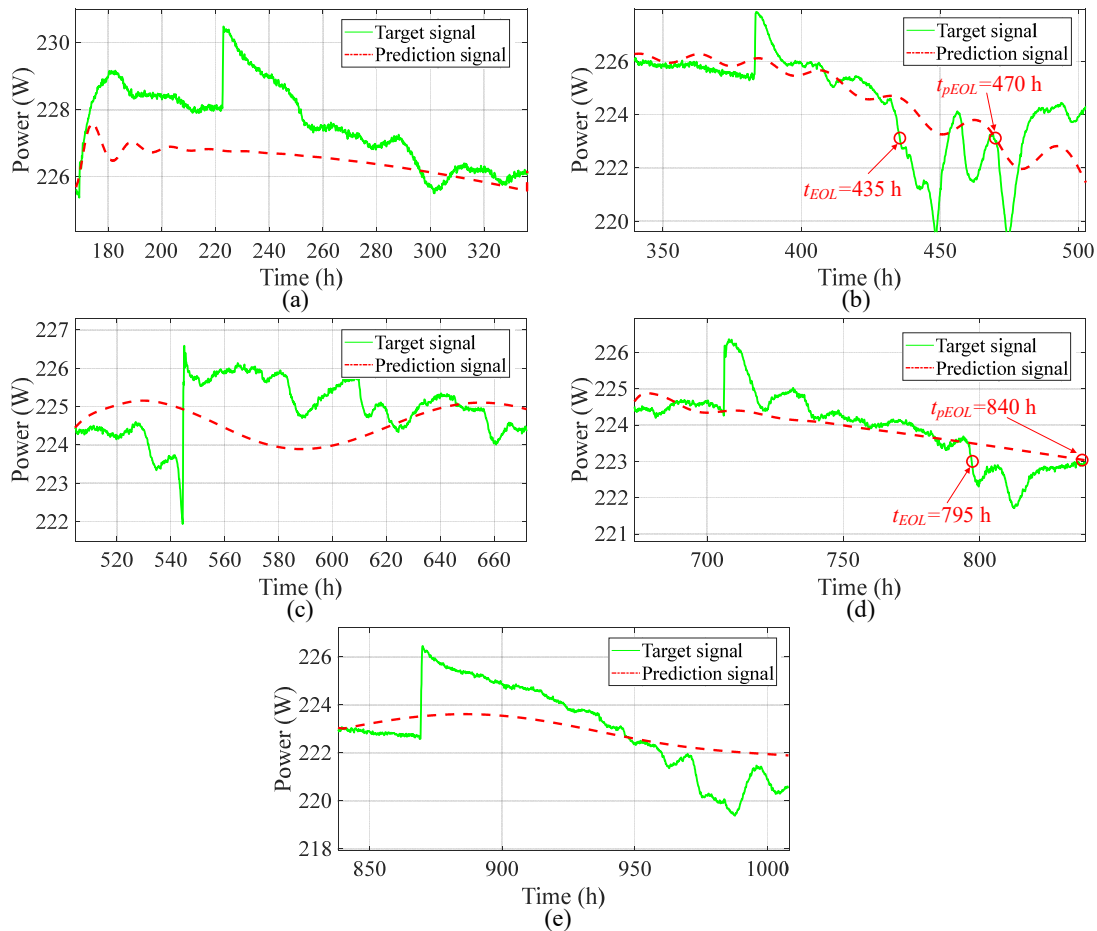 Target signal
Prediction signal
Power (W)
230
228
226
180 200 220 240 260 280 300 320
Time (h)
(a)
Target signal
Prediction signal
Power (W)
226
224
222
220
tpEOL=470 h
tEOL=435 h
340 400 450 500
Time (h)
(b)
Target signal
Prediction signal
Power (W)
227
226
225
224
223
222
520 540 560 580 600 620 640 660
Time (h)
(c)
Target signal
Prediction signal
Power (W)
226
225
224
223
222
221
tpEOL=840 h
tEOL=795 h
700 750 800
Time (h)
(d)
Target signal
Prediction signal
Power (W)
226
224
222
220
218
850 900 950 1000
Time (h)
(e)